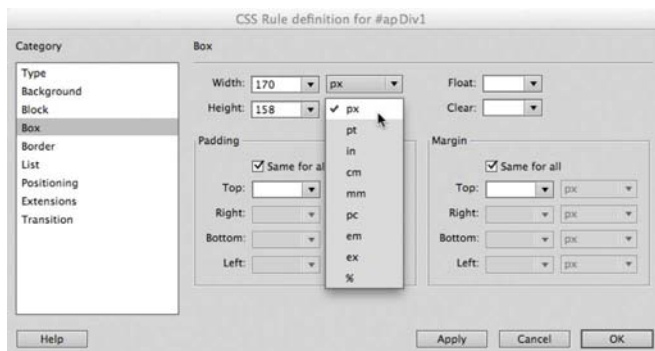 CSS Rule definition for #apDiv1
Category
Box
Type
Background
Block
Box
Border
List
Positioning
Extensions
Transition
Width: 170 px
Float:
Height: 158
Clear:
✓ px
pt
in
cm
mm
pc
em
ex
%
Padding
Same for al
Top:
Right:
Bottom:
Left:
Margin
Same for all
Top: px
Right: px
Bottom: px
Left: px
Help
Apply
Cancel
OK